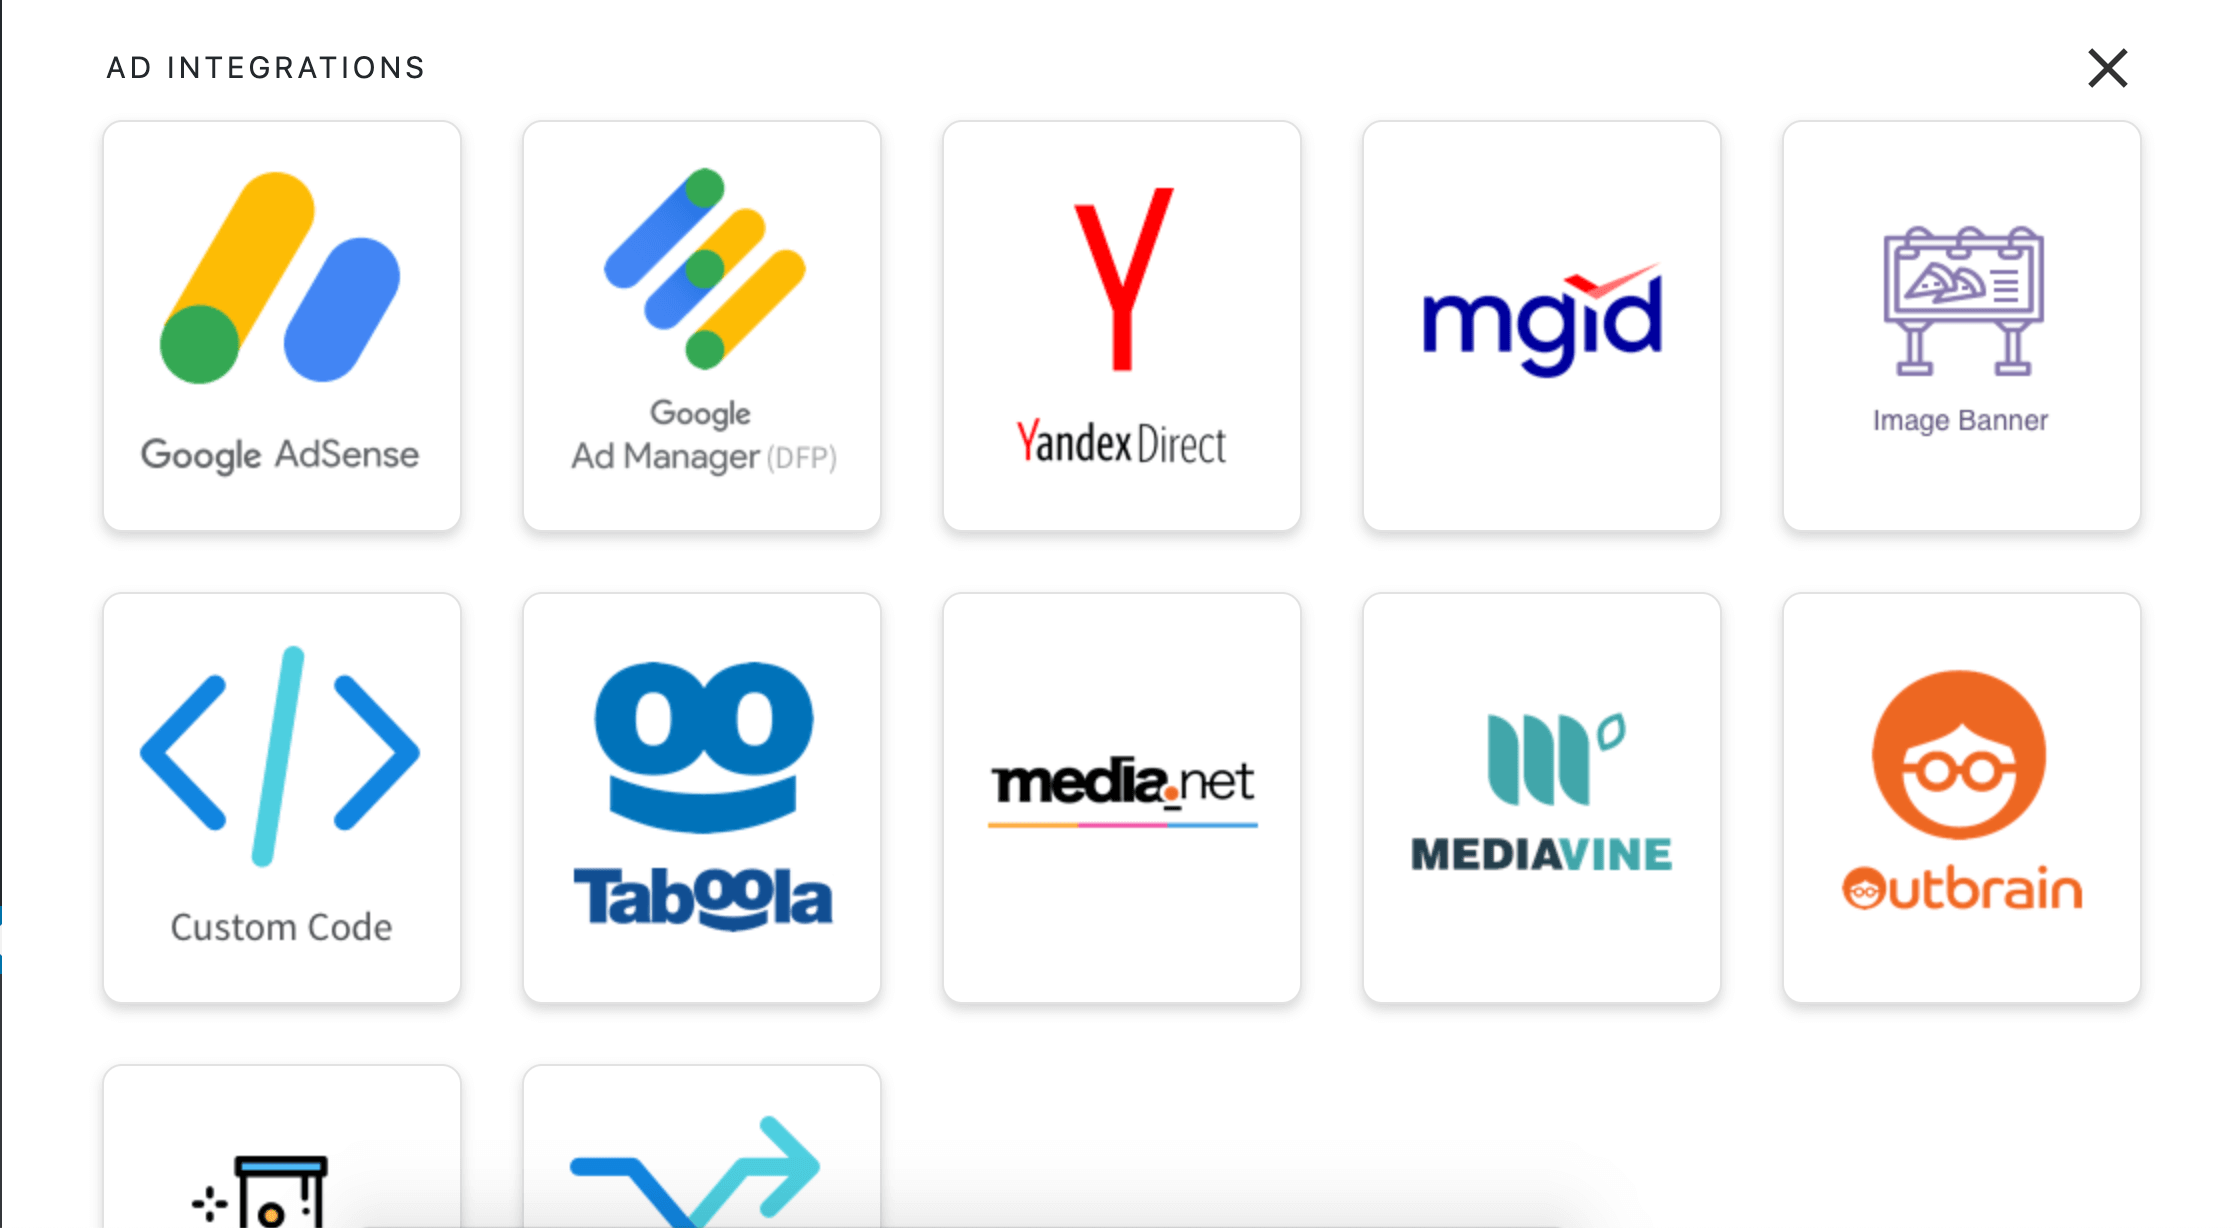 AD INTEGRATIONS
Google AdSense
Google
Ad Manager (DFP)
Y
Yandex Direct
mgid
Image Banner
Custom Code
Taboola
media.net
MEDIAVINE
Outbrain